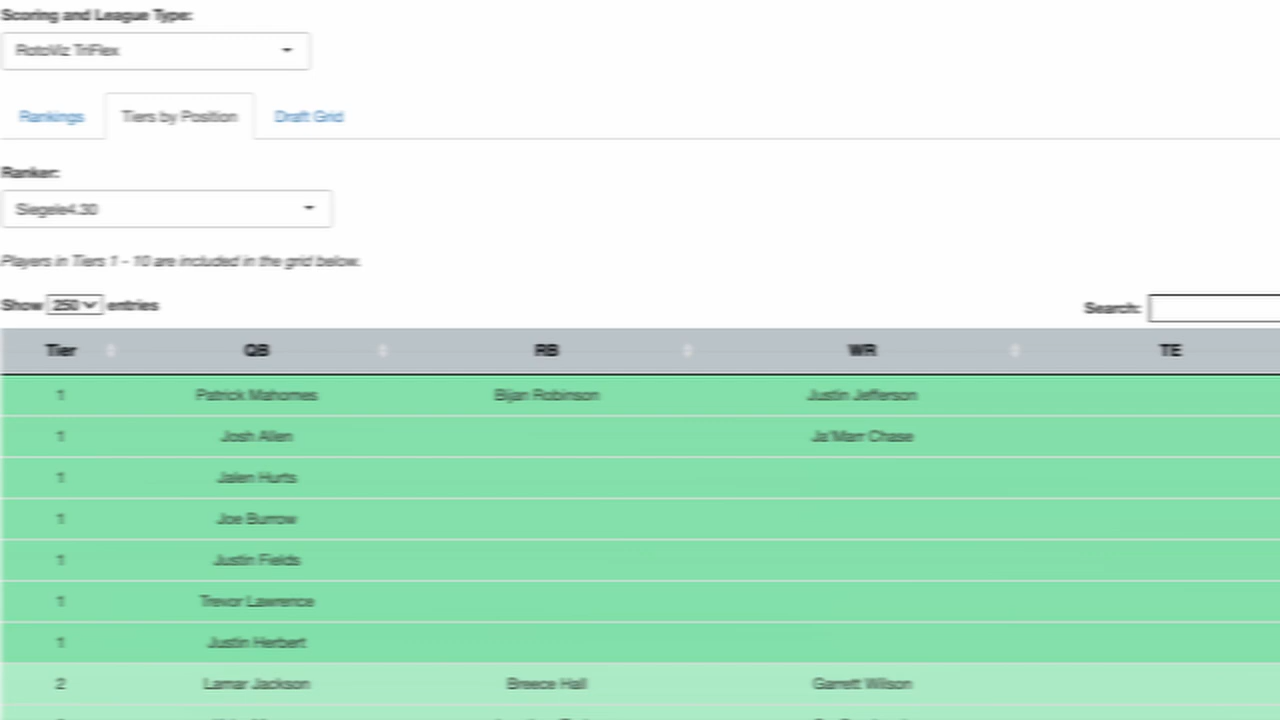 Scoring and League Type:
RotoViz TriFlex
Rankings Tiers by Position Draft Grid
Ranker:
Siegele4.30
Players in Tiers 1 - 10 are included in the grid below.
Show 250 entries Search:
Tier QB RB WR TE
1 Patrick Mahomes Bijan Robinson Justin Jefferson
1 Josh Allen Ja'Marr Chase
1 Jalen Hurts
1 Joe Burrow
1 Justin Fields
1 Trevor Lawrence
1 Justin Herbert
2 Lamar Jackson Breece Hall Garrett Wilson